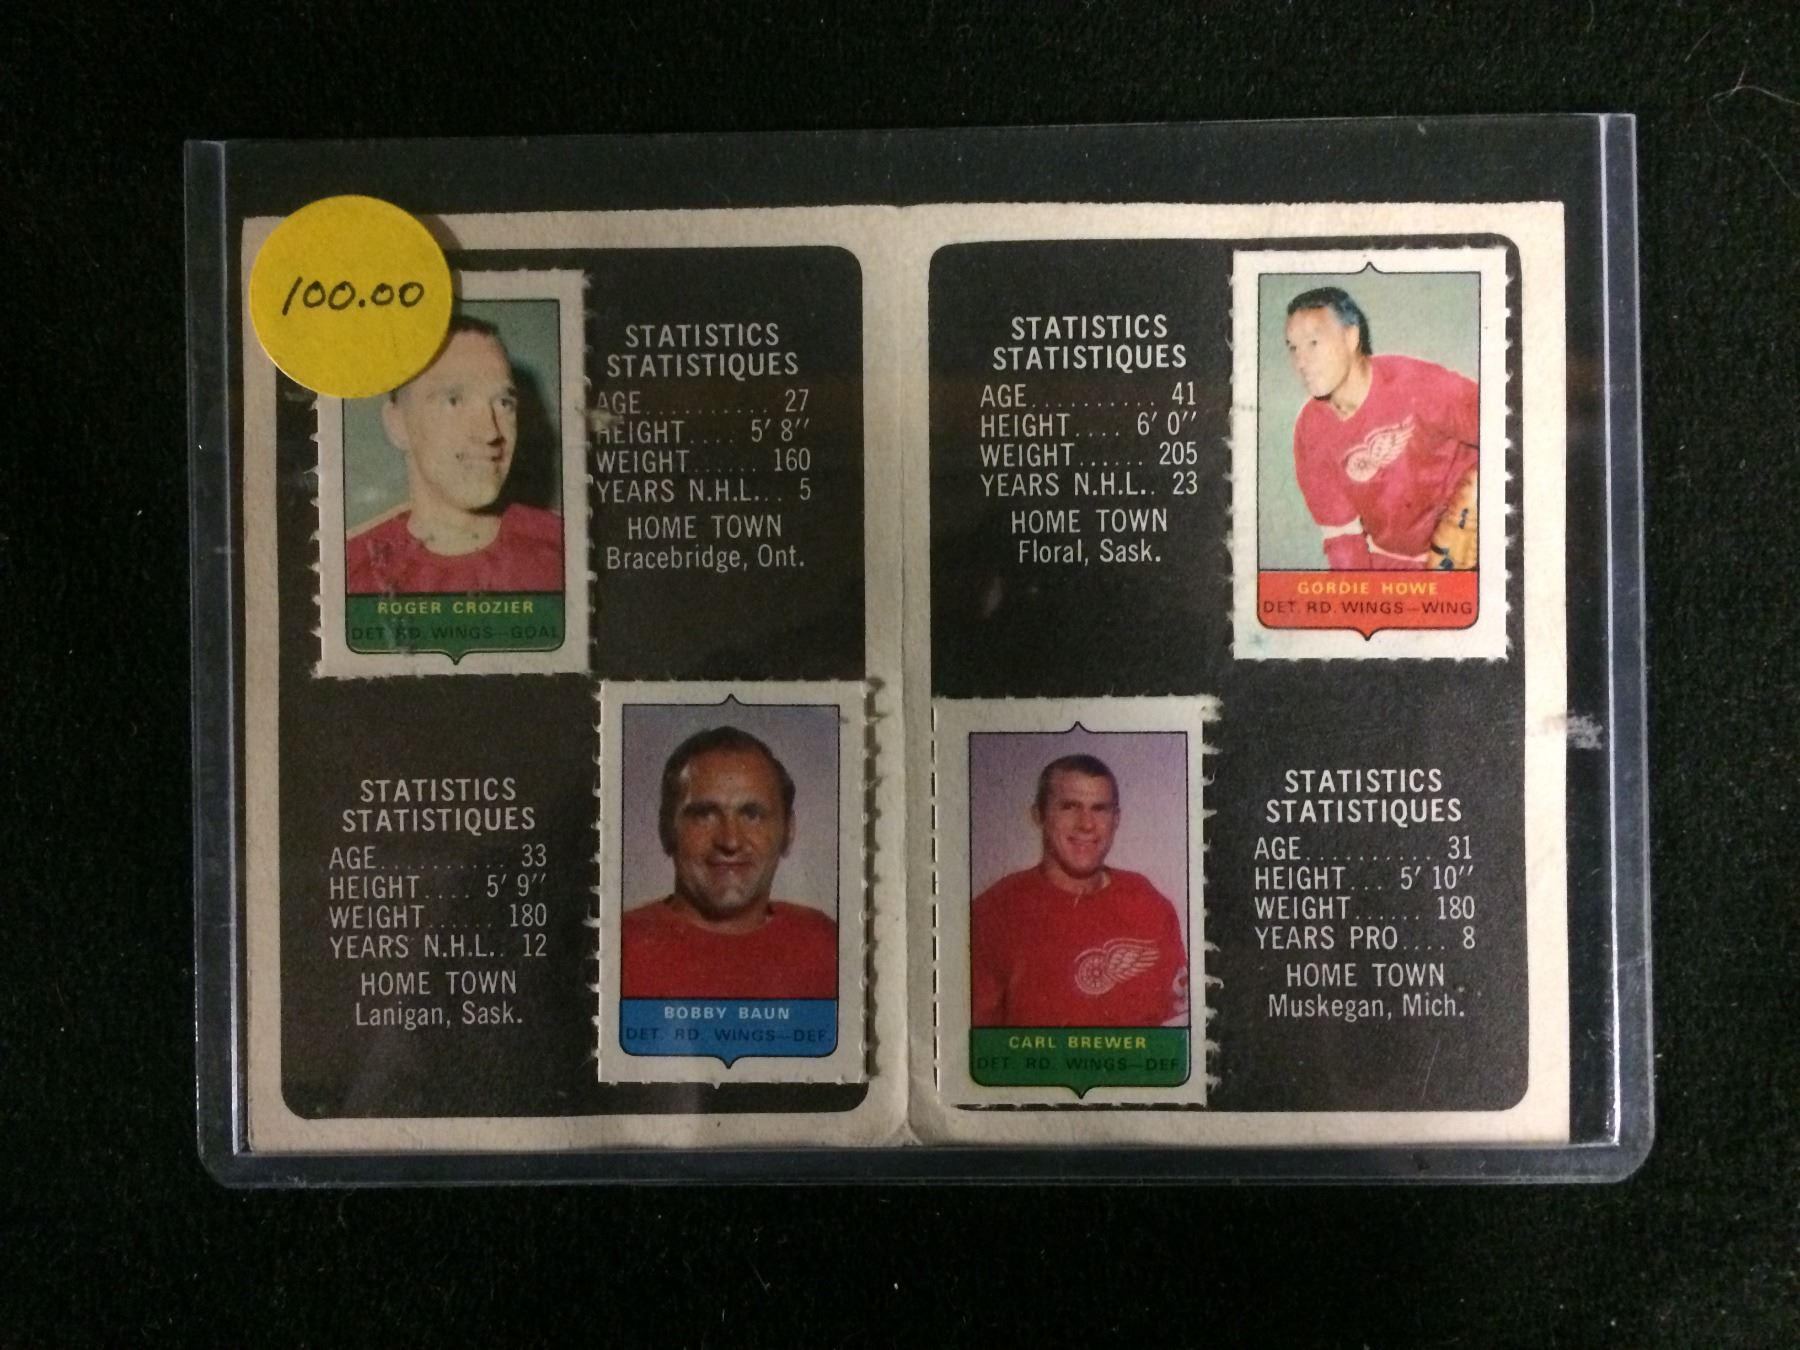 100.00
ROGER CROZIER
DET. RD. WINGS—GOAL
STATISTICS
STATISTIQUES
AGE.......... 27
HEIGHT.... 5' 8''
WEIGHT...... 160
YEARS N.H.L... 5
HOME TOWN
Bracebridge, Ont.
STATISTICS
STATISTIQUES
AGE.......... 33
HEIGHT.... 5' 9''
WEIGHT...... 180
YEARS N.H.L.. 12
HOME TOWN
Lanigan, Sask.
BOBBY BAUN
DET. RD. WINGS—DEF.
STATISTICS
STATISTIQUES
AGE.......... 41
HEIGHT.... 6' 0''
WEIGHT...... 205
YEARS N.H.L.. 23
HOME TOWN
Floral, Sask.
GORDIE HOWE
DET. RD. WINGS—WING
CARL BREWER
DET. RD. WINGS—DEF.
STATISTICS
STATISTIQUES
AGE.......... 31
HEIGHT... 5' 10''
WEIGHT...... 180
YEARS PRO.... 8
HOME TOWN
Muskegan, Mich.